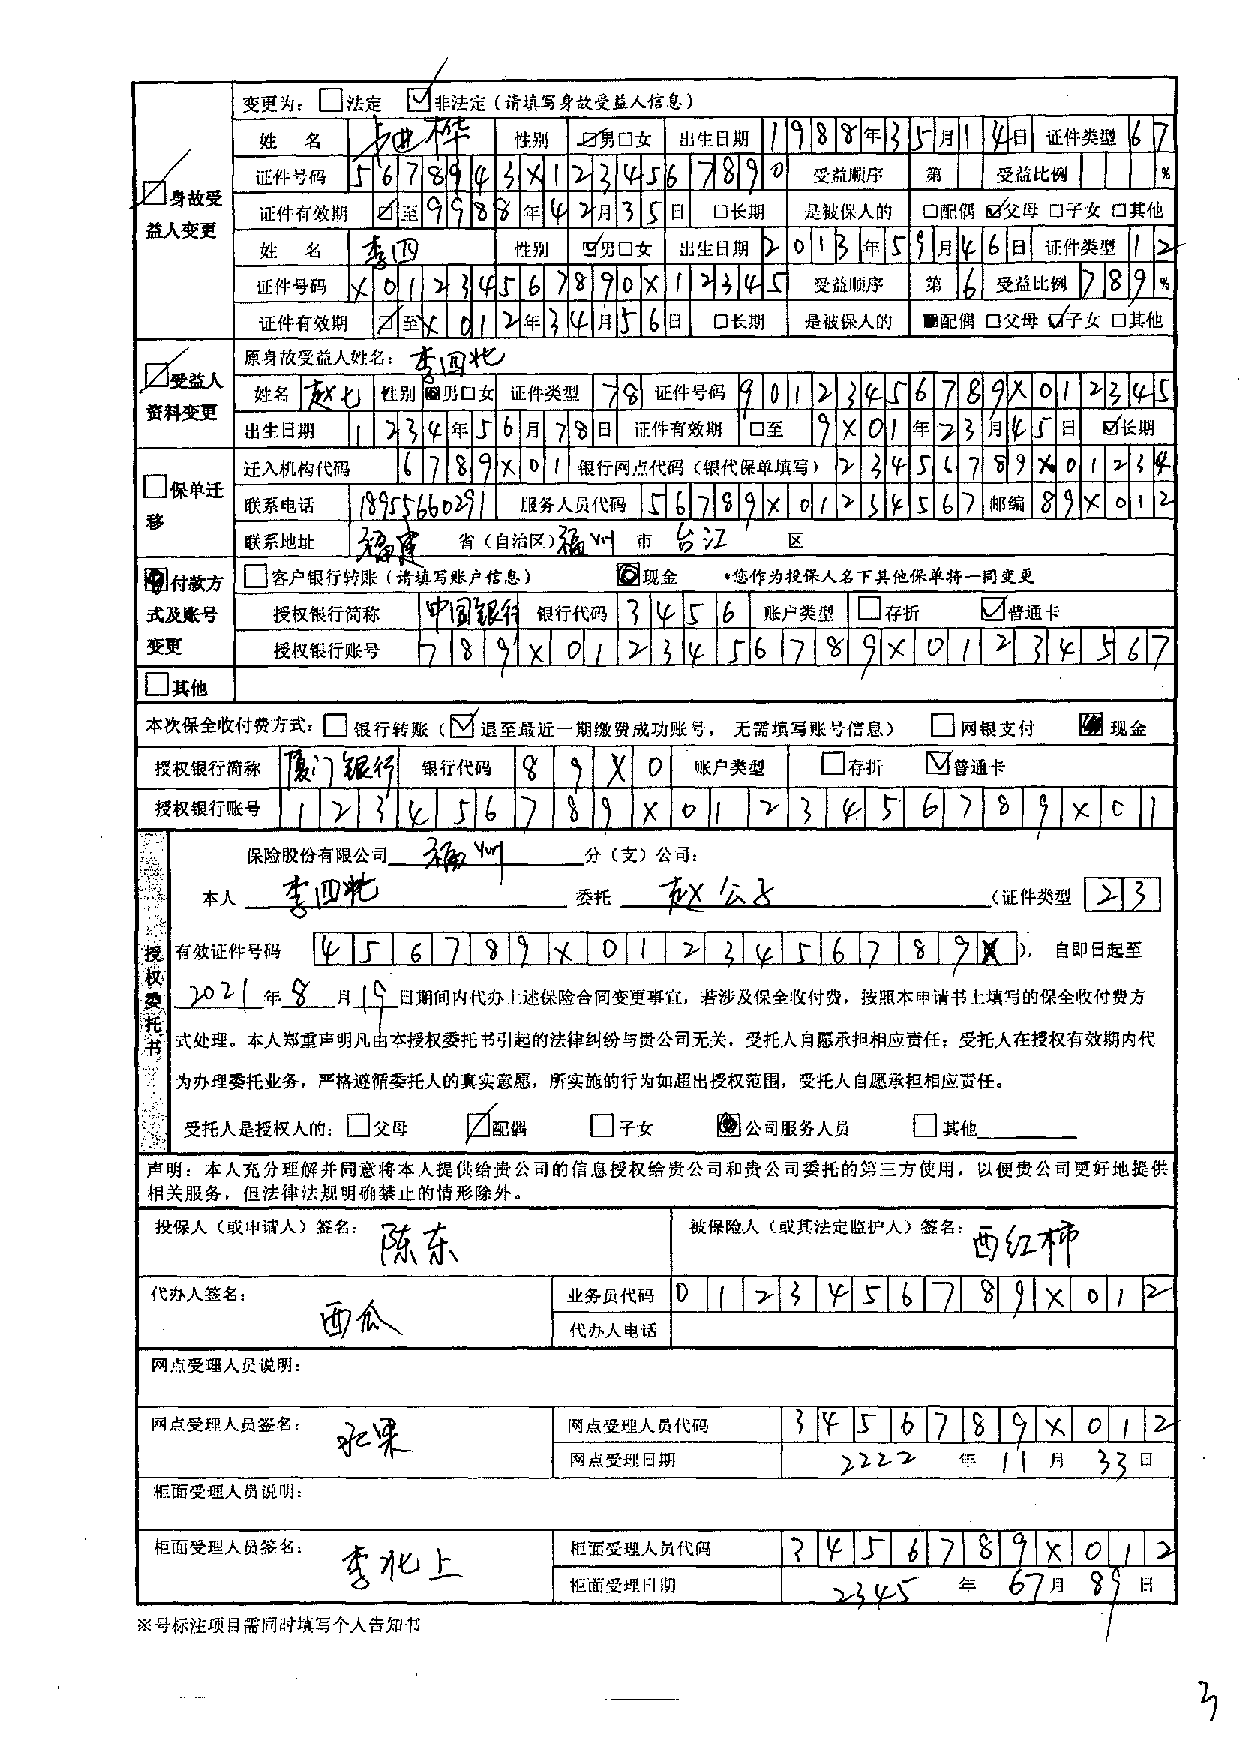 变更为：□法定 ☑非法定（请填写身故受益人信息）
姓 名 桦 性别 ☑男□女 出生日期 1988年35月14日 证件类型 67
☑身故受益人变更
证件号码 5678943X1234567890 受益顺序 第 受益比例 %
证件有效期 ☑至9988年42月35日 □长期 是被保人的 □配偶 ☑父母 □子女 □其他
姓 名 李四 性别 ☑男□女 出生日期 2013年59月46日 证件类型 12
证件号码 X01234567890X12345 受益顺序 第6 受益比例 789%
证件有效期 ☑至X012年34月56日 □长期 是被保人的 ■配偶 □父母 ☑子女 □其他
☑受益人资料变更
原身故受益人姓名：李四北
姓名 赵七 性别 ■男□女 证件类型 78 证件号码 90123456789X012345
出生日期 1234年56月78日 证件有效期 □至 9X01年23月45日 ☑长期
□保单迁移
迁入机构代码 6789X01 银行网点代码（银代保单填写）23456789X01234
联系电话 18955660291 服务人员代码 56789X01234567 邮编 89X012
联系地址 福建 省（自治区）福州 市 台江 区
■付款方式及账号变更
□客户银行转账（请填写账户信息） ■现金 *您作为投保人名下其他保单将一同变更
授权银行简称 中国银行 银行代码 3456 账户类型 □存折 ☑普通卡
授权银行账号 789X0123456789X01234567
□其他
本次保全收付费方式：□银行转账（☑退至最近一期缴费成功账号，无需填写账号信息） □网银支付 ■现金
授权银行简称 厦门银行 银行代码 89X0 账户类型 □存折 ☑普通卡
授权银行账号 123456789X0123456789X01
授权委托书
保险股份有限公司 福州 分（支）公司：
本人 李四北 委托 赵公子 （证件类型 23
有效证件号码 456789X0123456789X ），自即日起至
2021年8月19日期间内代办上述保险合同变更事宜，若涉及保全收付费，按照本申请书上填写的保全收付费方
式处理。本人郑重声明凡由本授权委托书引起的法律纠纷与贵公司无关，受托人自愿承担相应责任；受托人在授权有效期内代
为办理委托业务，严格遵循委托人的真实意愿，所实施的行为如超出授权范围，受托人自愿承担相应责任。
受托人是授权人的：□父母 ☑配偶 □子女 ■公司服务人员 □其他
声明：本人充分理解并同意将本人提供给贵公司的信息授权给贵公司和贵公司委托的第三方使用，以便贵公司更好地提供
相关服务，但法律法规明确禁止的情形除外。
投保人（或申请人）签名：陈东 被保险人（或其法定监护人）签名：西红柿
代办人签名：西瓜 业务员代码 0123456789X012
代办人电话
网点受理人员说明：
网点受理人员签名：水果 网点受理人员代码 3456789X012
网点受理日期 2222年11月33日
柜面受理人员说明：
柜面受理人员签名：李北上 柜面受理人员代码 3456789X012
柜面受理日期 2345年67月89日
※号标注项目需同时填写个人告知书
3